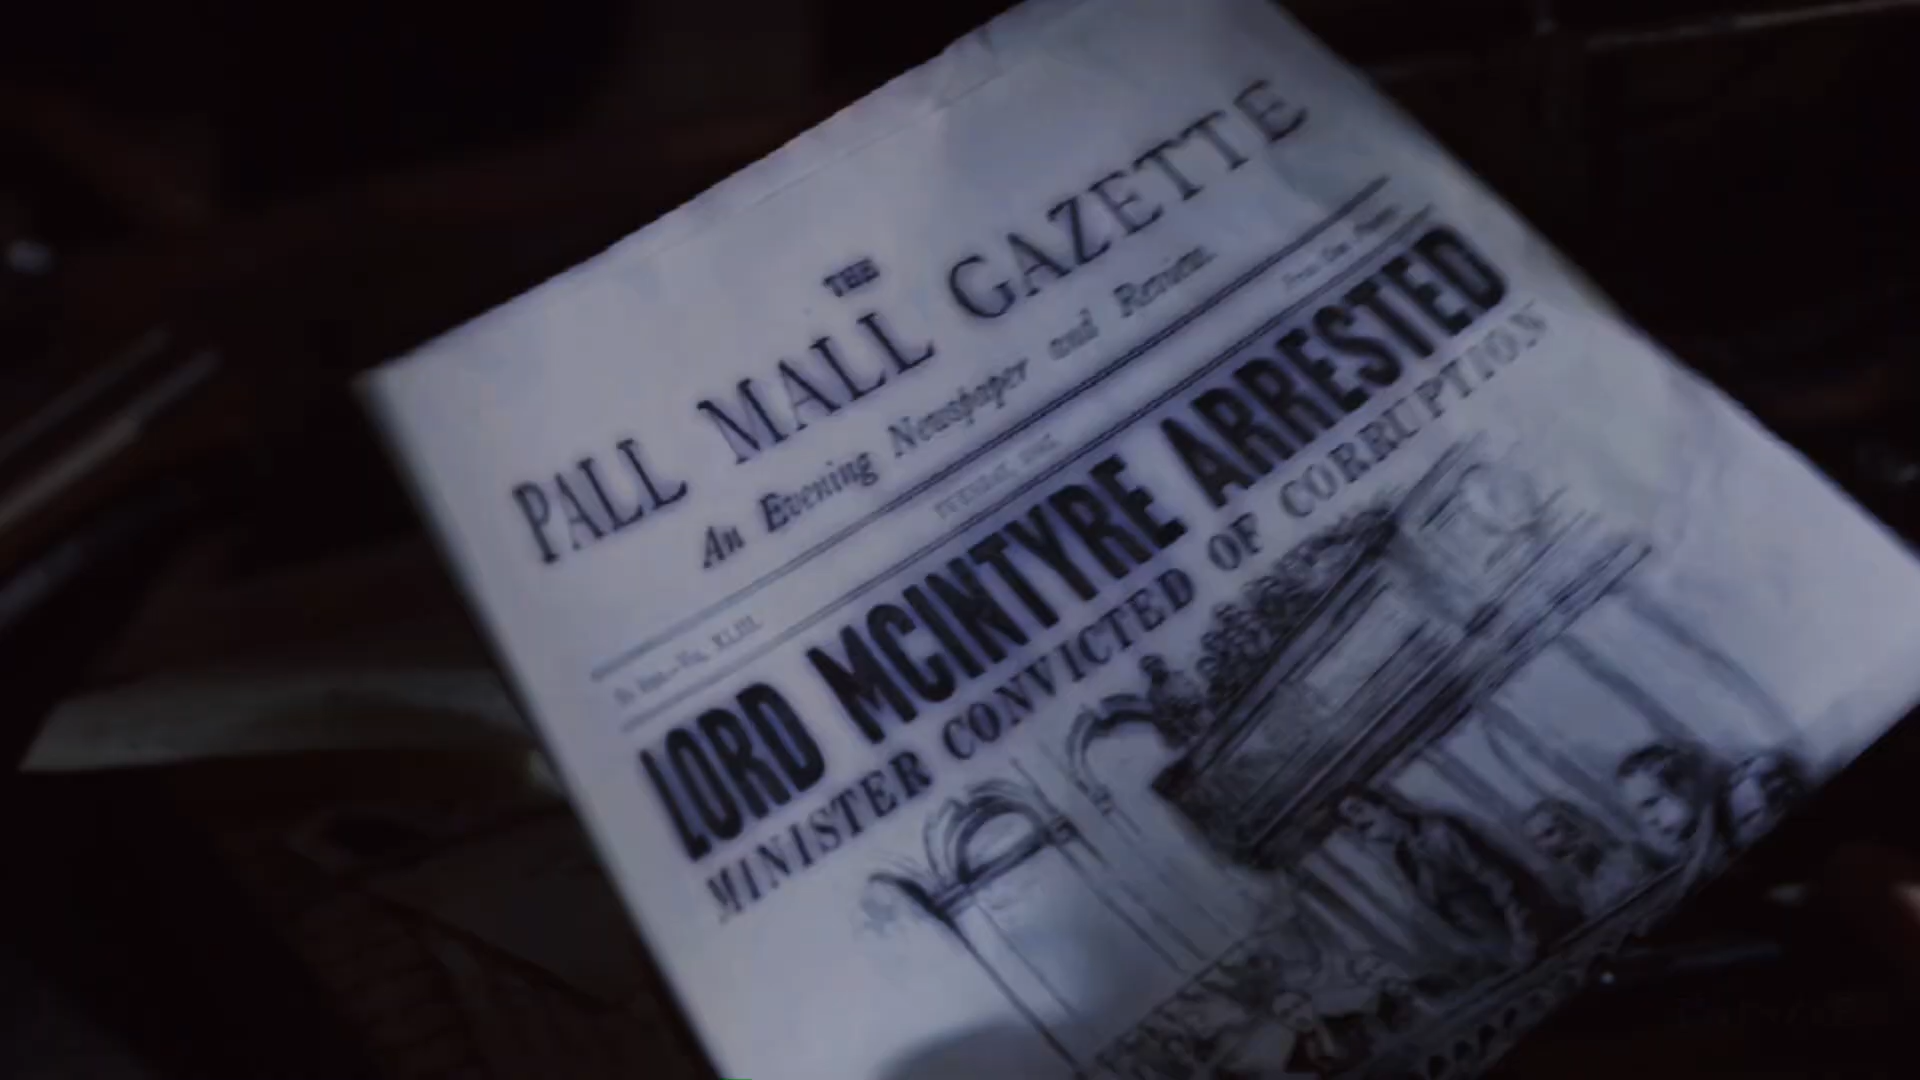 THE
PALL MALL GAZETTE
An Evening Newspaper and Review.
LORD MCINTYRE ARRESTED
MINISTER CONVICTED OF CORRUPTION